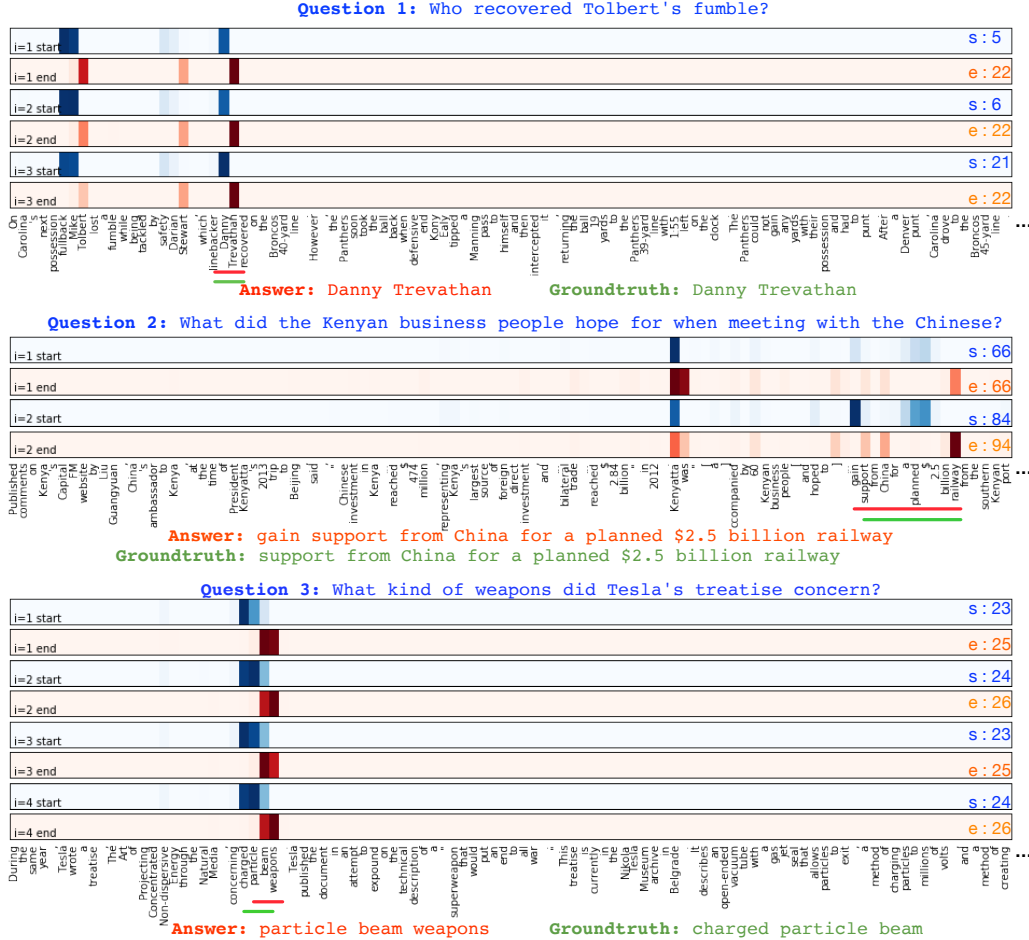 Question 1: Who recovered Tolbert's fumble?
i=1 start s:5
i=1 end e:22
i=2 start s:6
i=2 end e:22
i=3 start s:21
i=3 end e:22
On Carolina 's next possession fullback Mike Tolbert lost a fumble while being tackled by safety Darian Stewart , which linebacker Danny Trevathan recovered on the Broncos 40-yard line . However , the Panthers soon took the ball back when defensive end Kony Ealy tipped a Manning pass to himself and then intercepted it , returning the ball 19 yards to the Panthers 39-yard line with 1:51 left on the clock . The Panthers could not gain any yards with their possession and had to punt . After a Denver punt , Carolina drove to the Broncos 45-yard line . ...
Answer: Danny Trevathan Groundtruth: Danny Trevathan
Question 2: What did the Kenyan business people hope for when meeting with the Chinese?
i=1 start s:66
i=1 end e:66
i=2 start s:84
i=2 end e:94
Published comments on Kenya 's Capital FM website by Liu Guangyuan , China 's ambassador to Kenya , at the time of President Kenyatta 's 2013 trip to Beijing said , " Chinese investment in Kenya reached $ 474 million , representing Kenya 's largest source of foreign direct investment , and bilateral trade reached $ 2.84 billion " in 2012 . Kenyatta was " [ a ] ccompanied by 60 Kenyan business people and hoped to ] gain support from China for a planned $ 2.5 billion railway from the southern Kenyan port ...
Answer: gain support from China for a planned $2.5 billion railway
Groundtruth: support from China for a planned $2.5 billion railway
Question 3: What kind of weapons did Tesla's treatise concern?
i=1 start s:23
i=1 end e:25
i=2 start s:24
i=2 end e:26
i=3 start s:23
i=3 end e:25
i=4 start s:24
i=4 end e:26
During the same year , Tesla wrote a treatise , The Art of Projecting Concentrated Non-dispersive Energy through the Natural Media , concerning charged particle beam weapons . Tesla published the document in an attempt to expound on the technical description of a " superweapon that would put an end to all war . " This treatise is currently in the Nikola Tesla Museum archive in Belgrade . It describes an open-ended vacuum tube with a gas jet seal that allows particles to exit , a method of charging particles to millions of volts , and a method of creating ...
Answer: particle beam weapons Groundtruth: charged particle beam